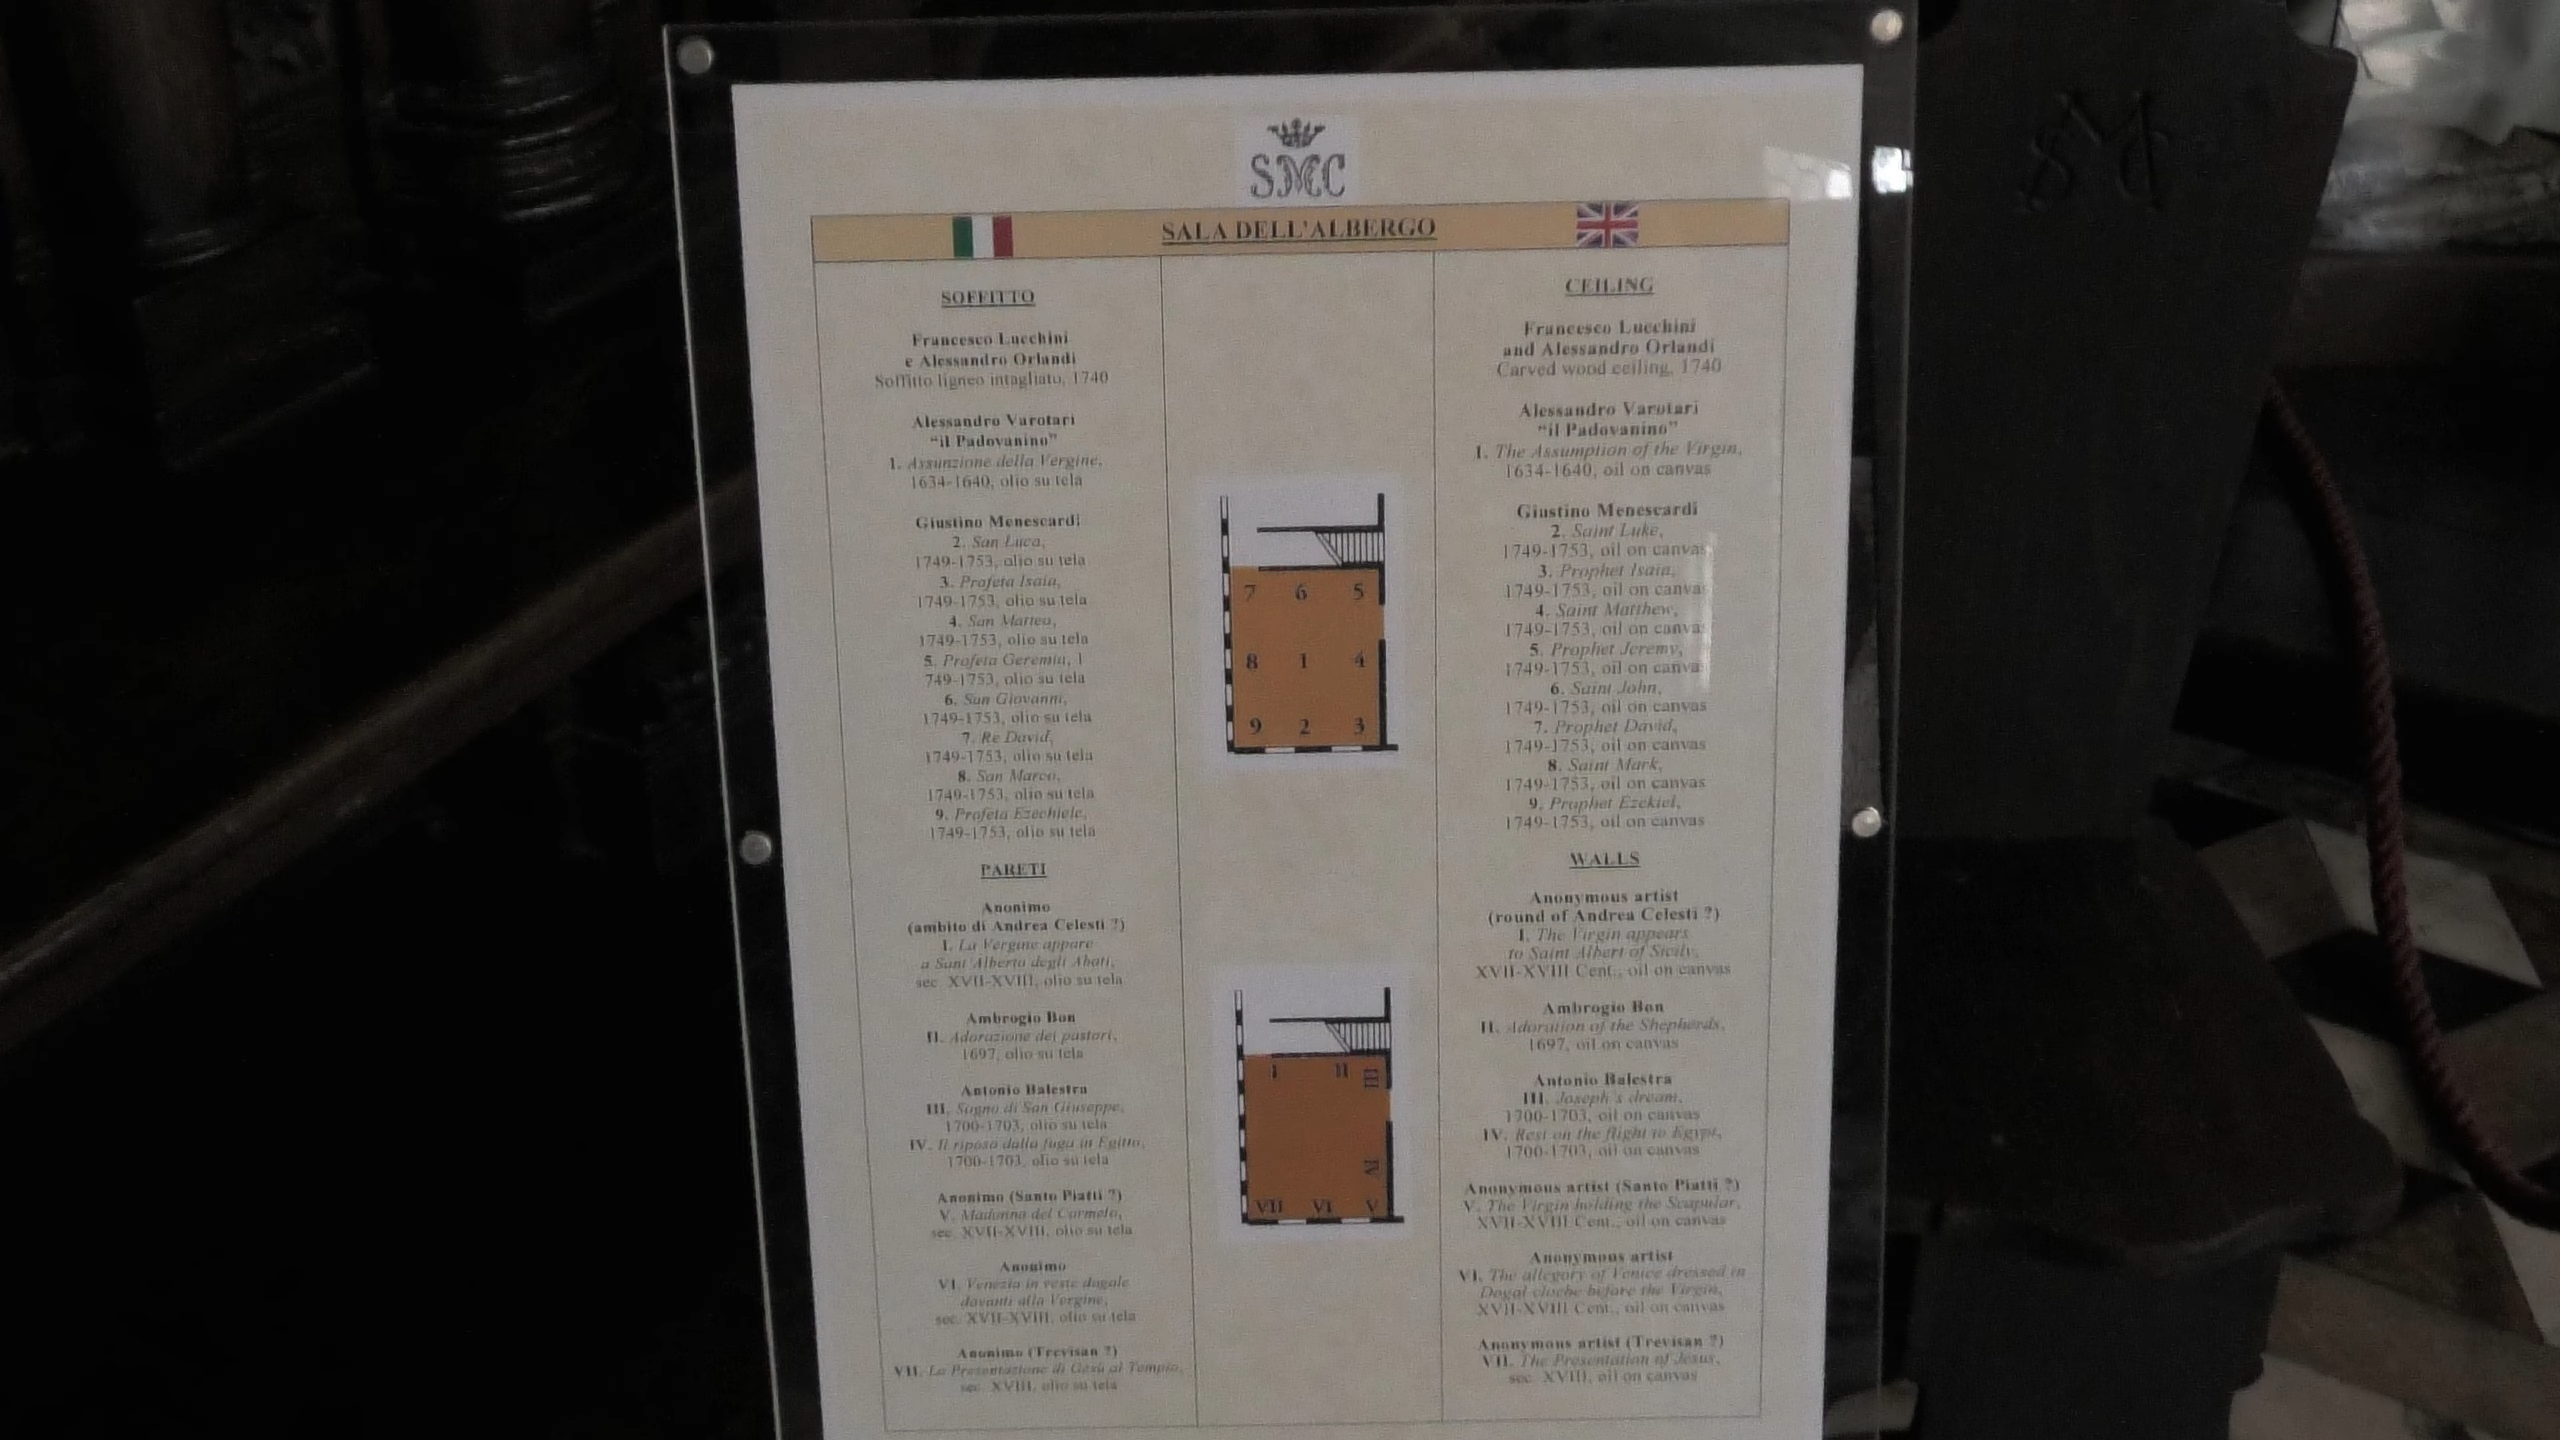 SMC
SALA DELL'ALBERGO
SOFFITTO
Francesco Lucchini
e Alessandro Orlandi
Soffitto ligneo intagliato, 1740
Alessandro Varotari
“il Padovanino”
1. Assunzione della Vergine,
1634-1640, olio su tela
Giustino Menescardi
2. San Luca,
1749-1753, olio su tela
3. Profeta Isaia,
1749-1753, olio su tela
4. San Matteo,
1749-1753, olio su tela
5. Profeta Geremia, 1
749-1753, olio su tela
6. San Giovanni,
1749-1753, olio su tela
7. Re David,
1749-1753, olio su tela
8. San Marco,
1749-1753, olio su tela
9. Profeta Ezechiele,
1749-1753, olio su tela
PARETI
Anonimo
(ambito di Andrea Celesti ?)
I. La Vergine appare
a Sant'Alberto degli Abati,
sec. XVII-XVIII, olio su tela
Ambrogio Bon
II. Adorazione dei pastori,
1697, olio su tela
Antonio Balestra
III. Sogno di San Giuseppe,
1700-1703, olio su tela
IV. Il riposo dalla fuga in Egitto,
1700-1703, olio su tela
Anonimo (Santo Piatti ?)
V. Madonna del Carmelo,
sec. XVII-XVIII, olio su tela
Anonimo
VI. Venezia in veste dogale
davanti alla Vergine,
sec. XVII-XVIII, olio su tela
Anonimo (Trevisan ?)
VII. La Presentazione di Gesù al Tempio,
sec. XVIII, olio su tela
7 6 5
8 1 4
9 2 3
I II III
IV
VII VI V
CEILING
Francesco Lucchini
and Alessandro Orlandi
Carved wood ceiling, 1740
Alessandro Varotari
“il Padovanino”
1. The Assumption of the Virgin,
1634-1640, oil on canvas
Giustino Menescardi
2. Saint Luke,
1749-1753, oil on canvas
3. Prophet Isaia,
1749-1753, oil on canvas
4. Saint Matthew,
1749-1753, oil on canvas
5. Prophet Jeremy,
1749-1753, oil on canvas
6. Saint John,
1749-1753, oil on canvas
7. Prophet David,
1749-1753, oil on canvas
8. Saint Mark,
1749-1753, oil on canvas
9. Prophet Ezekiel,
1749-1753, oil on canvas
WALLS
Anonymous artist
(round of Andrea Celesti ?)
I. The Virgin appears
to Saint Albert of Sicily,
XVII-XVIII Cent., oil on canvas
Ambrogio Bon
II. Adoration of the Shepherds,
1697, oil on canvas
Antonio Balestra
III. Joseph's dream,
1700-1703, oil on canvas
IV. Rest on the flight to Egypt,
1700-1703, oil on canvas
Anonymous artist (Santo Piatti ?)
V. The Virgin holding the Scapular,
XVII-XVIII Cent., oil on canvas
Anonymous artist
VI. The allegory of Venice dressed in
Dogal cloche before the Virgin,
XVII-XVIII Cent., oil on canvas
Anonymous artist (Trevisan ?)
VII. The Presentation of Jesus,
sec. XVIII, oil on canvas
SMC